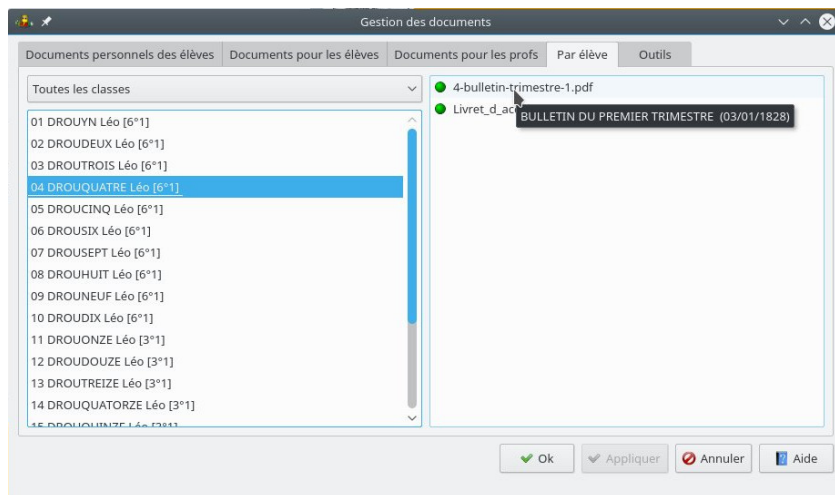 Gestion des documents
Documents personnels des élèves
Documents pour les élèves
Documents pour les profs
Par élève
Outils
Toutes les classes
01 DROUYN Léo [6°1]
02 DROUDEUX Léo [6°1]
03 DROUTROIS Léo [6°1]
04 DROUQUATRE Léo [6°1]
05 DROUCINQ Léo [6°1]
06 DROUSIX Léo [6°1]
07 DROUSEPT Léo [6°1]
08 DROUHUIT Léo [6°1]
09 DROUNEUF Léo [6°1]
10 DROUDIX Léo [6°1]
11 DROUONZE Léo [3°1]
12 DROUDOUZE Léo [3°1]
13 DROUTREIZE Léo [3°1]
14 DROUQUATORZE Léo [3°1]
15 DROUQUINZE Léo [3°1]
4-bulletin-trimestre-1.pdf
Livret_d_ac
BULLETIN DU PREMIER TRIMESTRE (03/01/1828)
Ok
Appliquer
Annuler
Aide